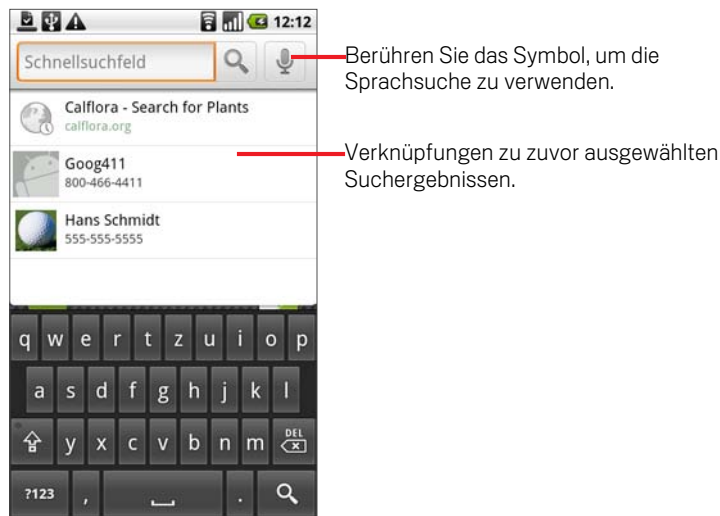 12:12
Schnellsuchfeld
Berühren Sie das Symbol, um die
Sprachsuche zu verwenden.
Calflora - Search for Plants
calflora.org
Verknüpfungen zu zuvor ausgewählten
Suchergebnissen.
Goog411
800-466-4411
Hans Schmidt
555-555-5555
q w e r t z u i o p
a s d f g h j k l
y x c v b n m DEL
?123 , .